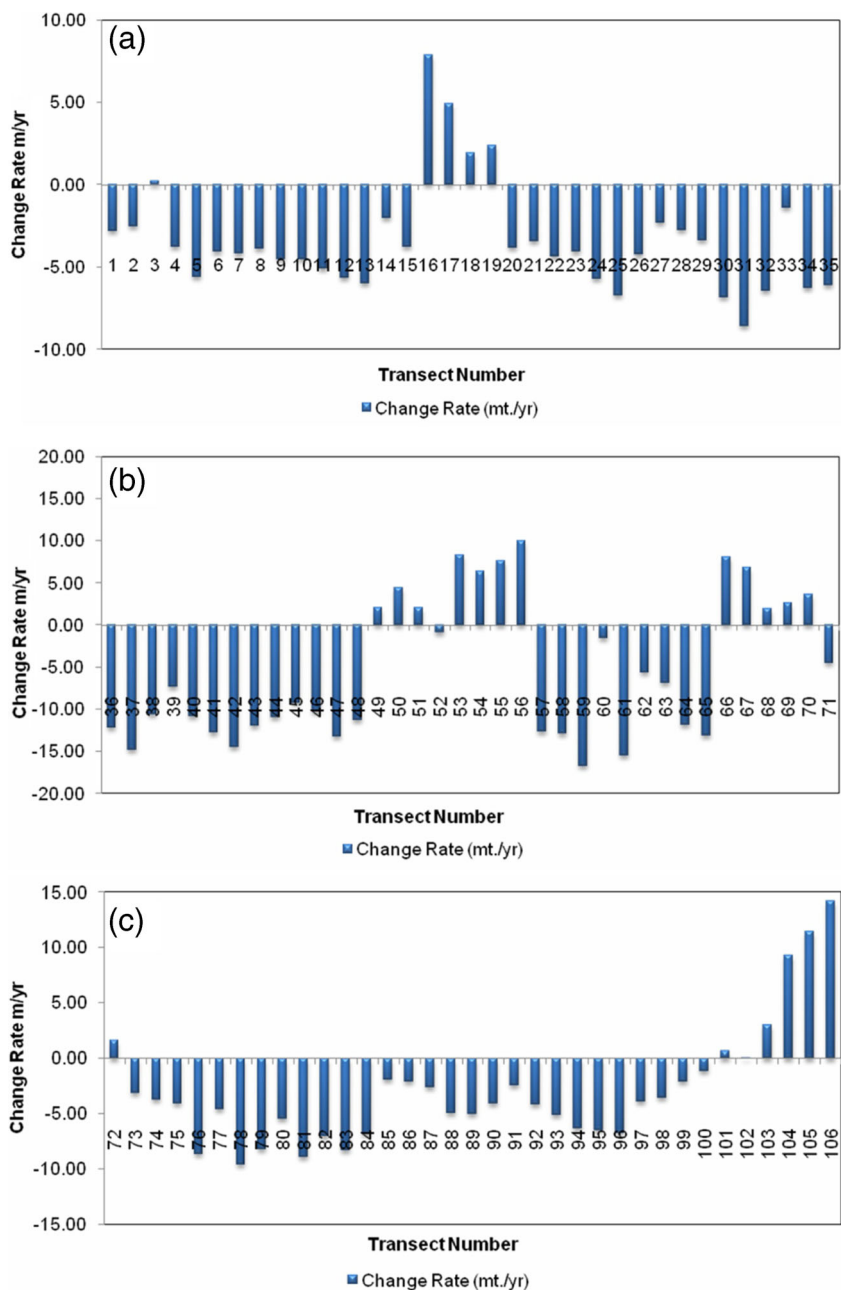 (a)
10.00
5.00
0.00
-5.00
-10.00
Change Rate m/yr
1 2 3 4 5 6 7 8 9 10 11 12 13 14 15 16 17 18 19 20 21 22 23 24 25 26 27 28 29 30 31 32 33 34 35
Transect Number
Change Rate (mt./yr)
(b)
20.00
15.00
10.00
5.00
0.00
-5.00
-10.00
-15.00
-20.00
Change Rate m/yr
36 37 38 39 40 41 42 43 44 45 46 47 48 49 50 51 52 53 54 55 56 57 58 59 60 61 62 63 64 65 66 67 68 69 70 71
Transect Number
Change Rate (mt./yr)
(c)
15.00
10.00
5.00
0.00
-5.00
-10.00
-15.00
Change Rate m/yr
72 73 74 75 76 77 78 79 80 81 82 83 84 85 86 87 88 89 90 91 92 93 94 95 96 97 98 99 100 101 102 103 104 105 106
Transect Number
Change Rate (mt./yr)